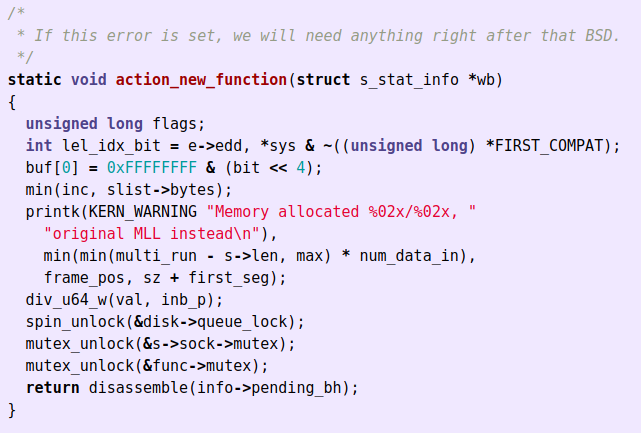 /*
 * If this error is set, we will need anything right after that BSD.
 */
static void action_new_function(struct s_stat_info *wb)
{
  unsigned long flags;
  int lel_idx_bit = e->edd, *sys & ~((unsigned long) *FIRST_COMPAT);
  buf[0] = 0xFFFFFFFF & (bit << 4);
  min(inc, slist->bytes);
  printk(KERN_WARNING "Memory allocated %02x/%02x, "
    "original MLL instead\n"),
    min(min(multi_run - s->len, max) * num_data_in),
    frame_pos, sz + first_seg);
  div_u64_w(val, inb_p);
  spin_unlock(&disk->queue_lock);
  mutex_unlock(&s->sock->mutex);
  mutex_unlock(&func->mutex);
  return disassemble(info->pending_bh);
}